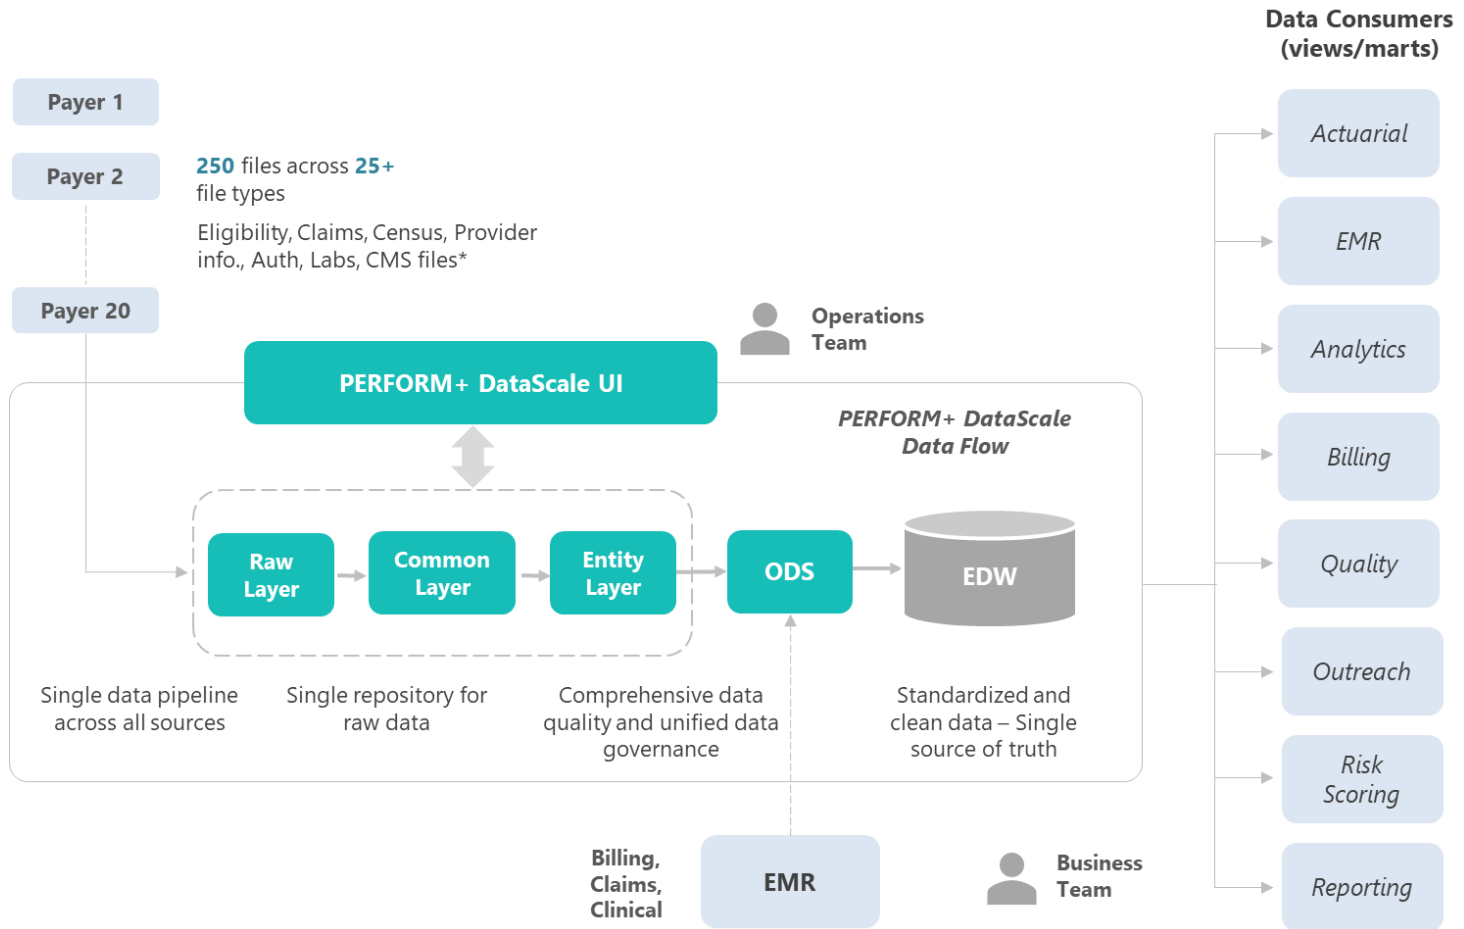 Data Consumers
(views/marts)
Payer 1
Payer 2
Payer 20
250 files across 25+
file types
Eligibility, Claims, Census, Provider
info., Auth, Labs, CMS files*
Operations
Team
PERFORM+ DataScale UI
PERFORM+ DataScale
Data Flow
Raw
Layer
Common
Layer
Entity
Layer
ODS
EDW
Single data pipeline
across all sources
Single repository for
raw data
Comprehensive data
quality and unified data
governance
Standardized and
clean data – Single
source of truth
Billing,
Claims,
Clinical
EMR
Business
Team
Actuarial
EMR
Analytics
Billing
Quality
Outreach
Risk
Scoring
Reporting